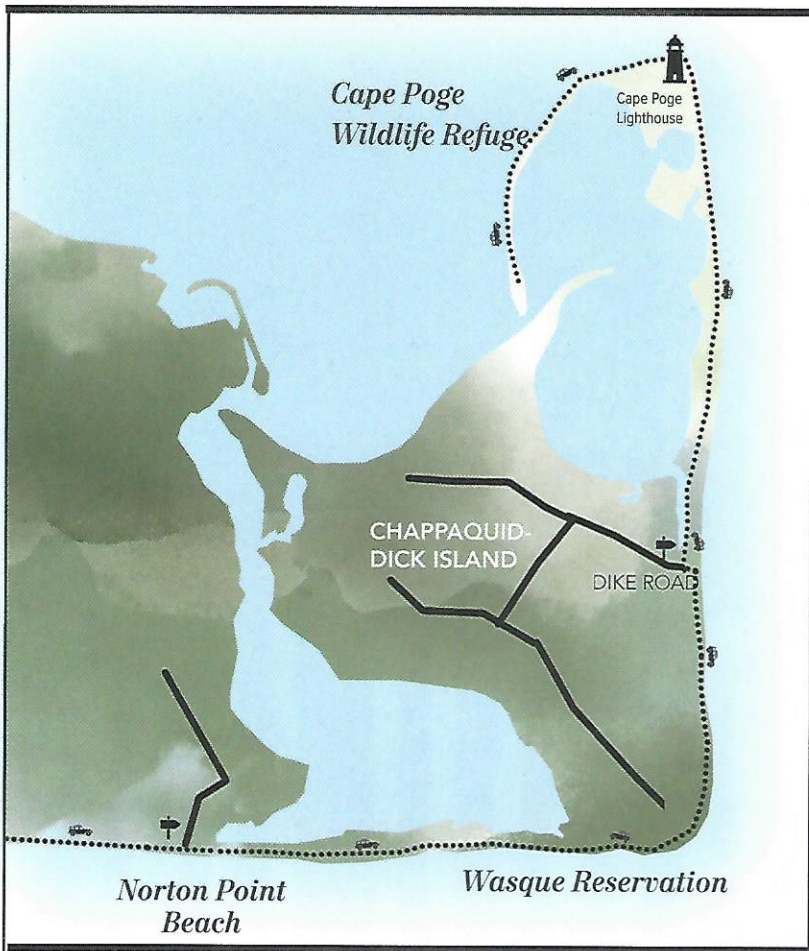 Cape Poge
Wildlife Refuge
Cape Poge
Lighthouse
CHAPPAQUID-
DICK ISLAND
DIKE ROAD
Norton Point
Beach
Wasque Reservation